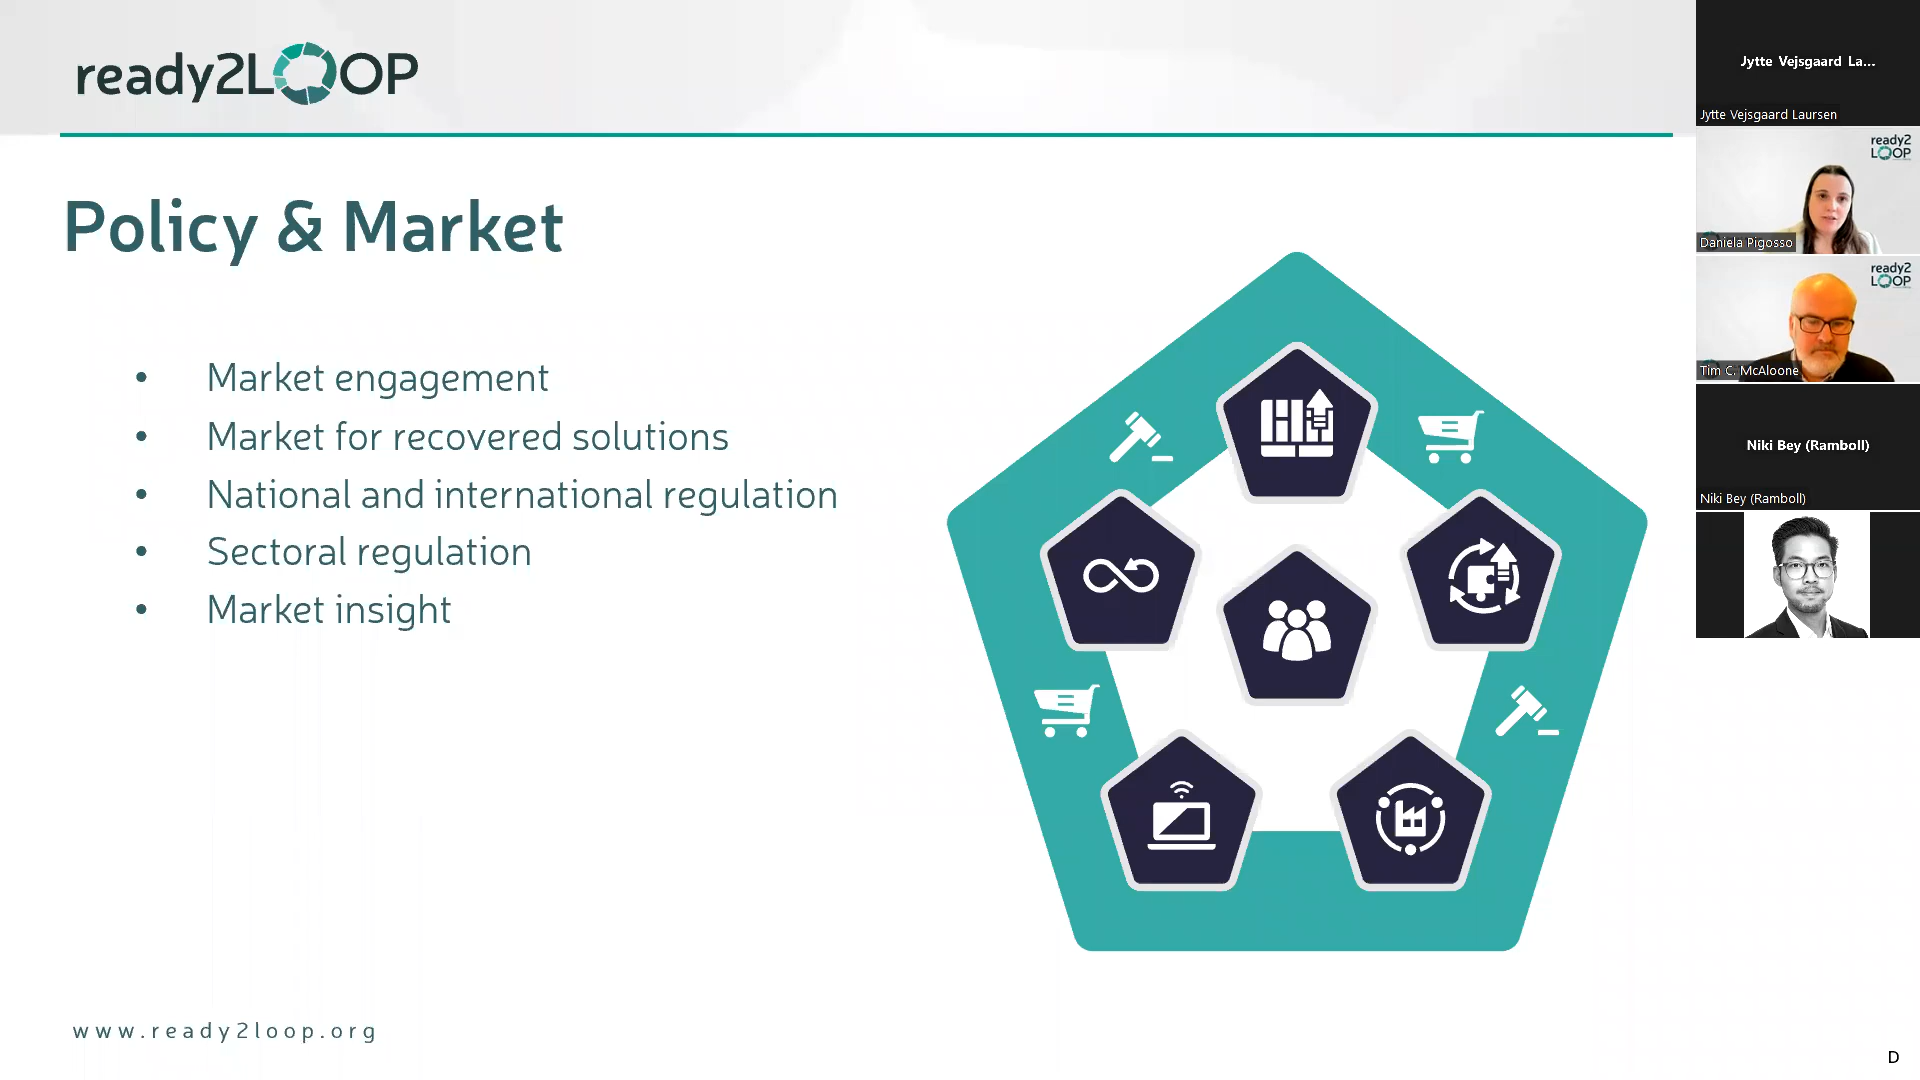 ready2LOOP
Policy & Market
• Market engagement
• Market for recovered solutions
• National and international regulation
• Sectoral regulation
• Market insight
www.ready2loop.org
Jytte Vejsgaard La...
Jytte Vejsgaard Laursen
ready2
LOOP
Daniela Pigosso
ready2
LOOP
Tim C. McAloone
Niki Bey (Ramboll)
Niki Bey (Ramboll)
D